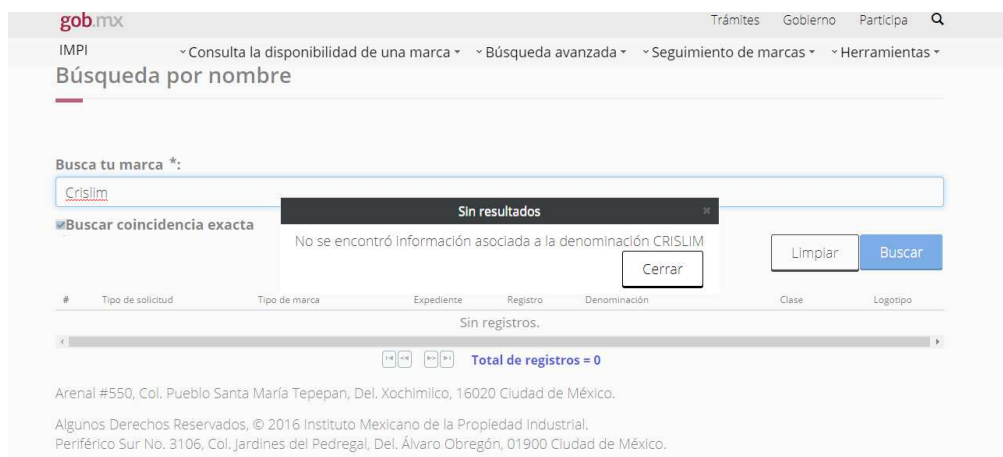 gob.mx
Trámites Gobierno Participa
IMPI Consulta la disponibilidad de una marca Búsqueda avanzada Seguimiento de marcas Herramientas
Búsqueda por nombre
Busca tu marca *:
Crislim
Sin resultados ×
Buscar coincidencia exacta
No se encontró información asociada a la denominación CRISLIM
Limpiar Buscar
Cerrar
# Tipo de solicitud Tipo de marca Expediente Registro Denominación Clase Logotipo
Sin registros.
Total de registros = 0
Arenal #550, Col. Pueblo Santa María Tepepan, Del. Xochimilco, 16020 Ciudad de México.
Algunos Derechos Reservados, © 2016 Instituto Mexicano de la Propiedad Industrial.
Periférico Sur No. 3106, Col. Jardines del Pedregal, Del. Álvaro Obregón, 01900 Ciudad de México.